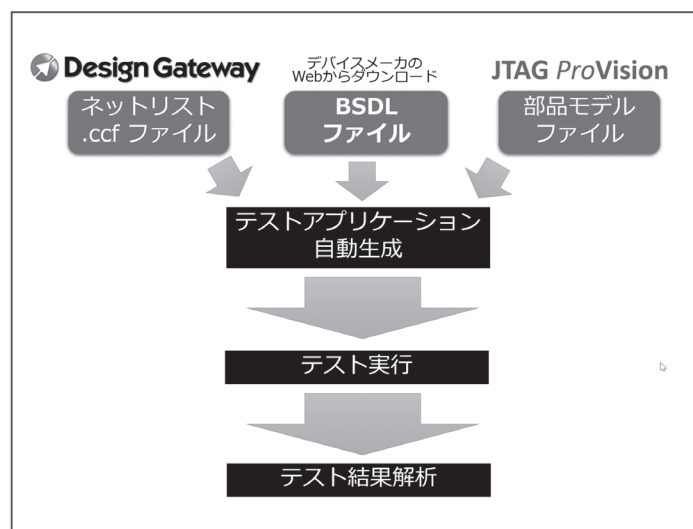 Design Gateway
デバイスメーカの
Webからダウンロード
JTAG ProVision
ネットリスト
.ccf ファイル
BSDL
ファイル
部品モデル
ファイル
テストアプリケーション
自動生成
テスト実行
テスト結果解析